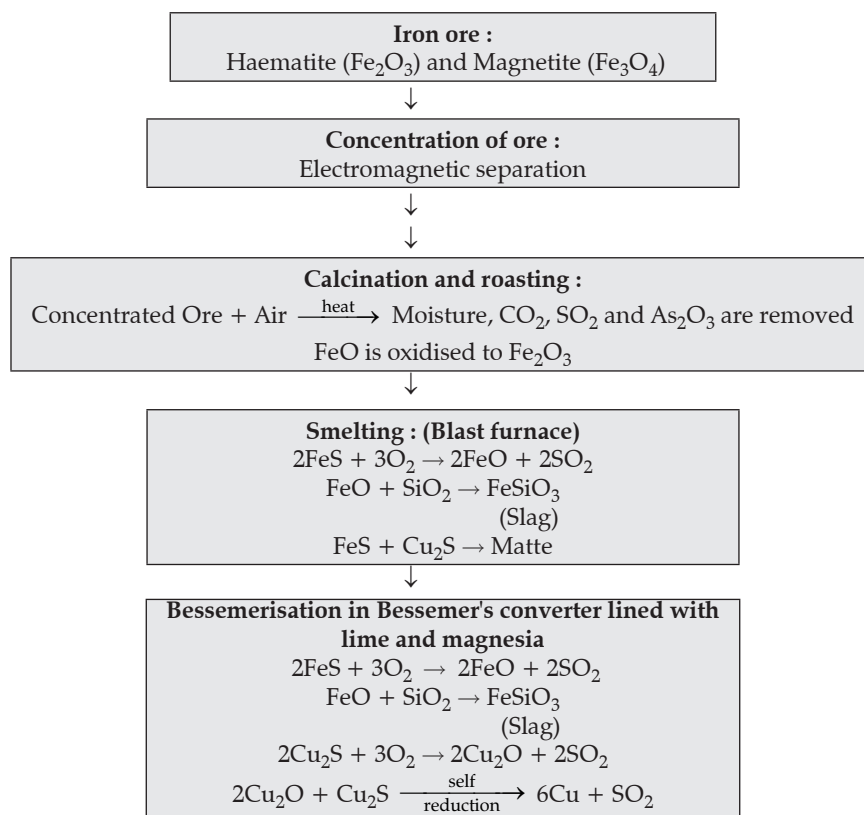 Iron ore :
Haematite (Fe₂O₃) and Magnetite (Fe₃O₄)
↓
Concentration of ore :
Electromagnetic separation
↓
↓
Calcination and roasting :
Concentrated Ore + Air —heat→ Moisture, CO₂, SO₂ and As₂O₃ are removed
FeO is oxidised to Fe₂O₃
↓
Smelting : (Blast furnace)
2FeS + 3O₂ → 2FeO + 2SO₂
FeO + SiO₂ → FeSiO₃
(Slag)
FeS + Cu₂S → Matte
↓
Bessemerisation in Bessemer's converter lined with
lime and magnesia
2FeS + 3O₂ → 2FeO + 2SO₂
FeO + SiO₂ → FeSiO₃
(Slag)
2Cu₂S + 3O₂ → 2Cu₂O + 2SO₂
2Cu₂O + Cu₂S —self reduction→ 6Cu + SO₂